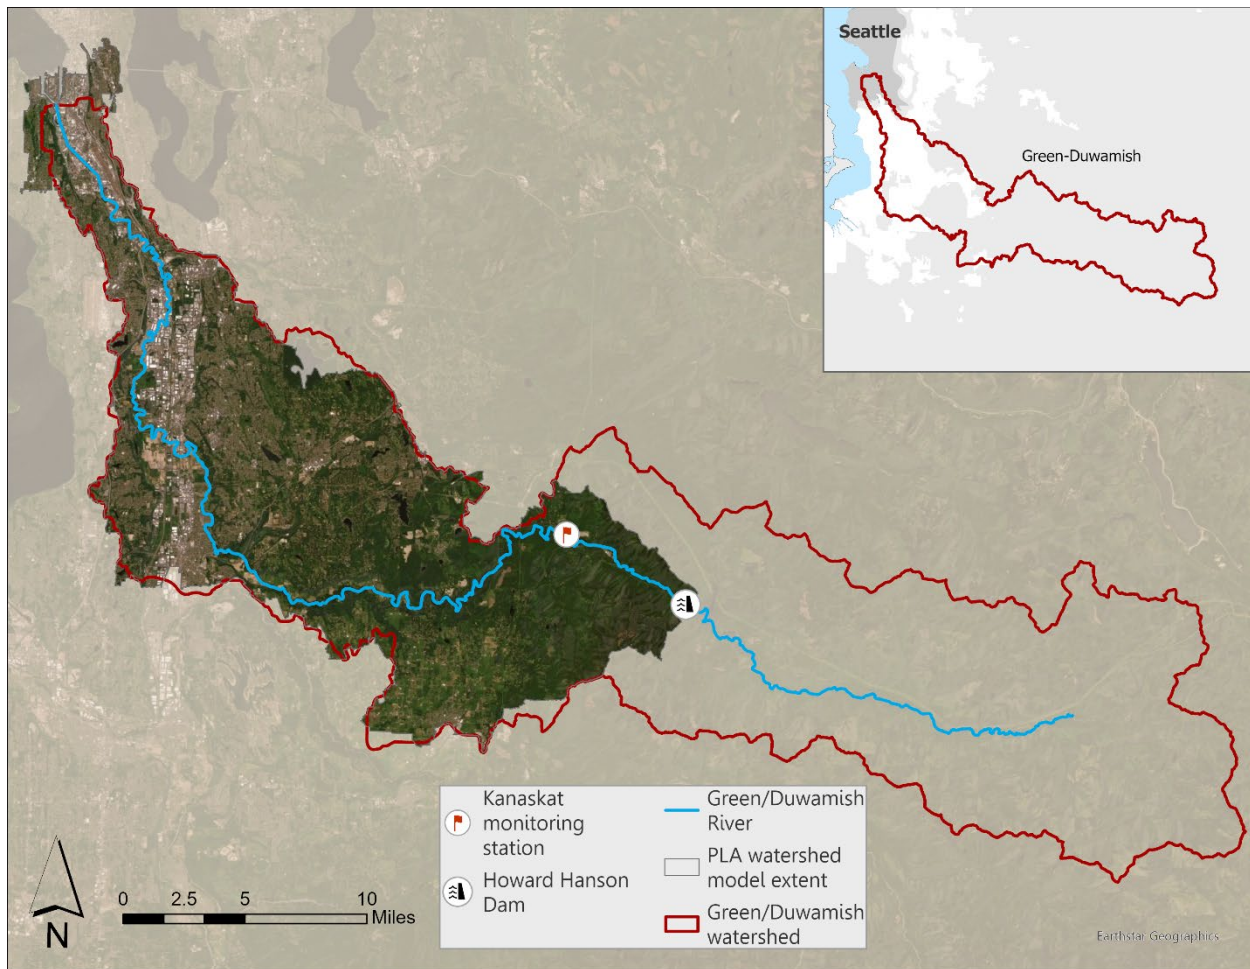 Seattle
Green-Duwamish
Kanaskat
monitoring
station
Howard Hanson
Dam
Green/Duwamish
River
PLA watershed
model extent
Green/Duwamish
watershed
0 2.5 5 10
Miles
N
Earthstar Geographics